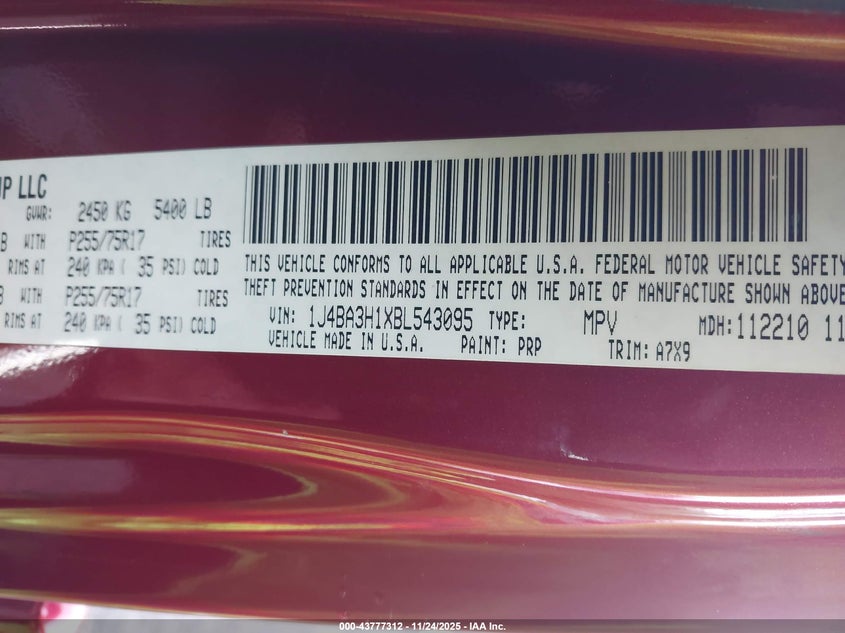 JP LLC
GVWR: 2450 KG 5400 LB
B WITH P255/75R17 TIRES
RIMS AT 240 KPA ( 35 PSI) COLD
B WITH P255/75R17 TIRES
RIMS AT 240 KPA ( 35 PSI) COLD
THIS VEHICLE CONFORMS TO ALL APPLICABLE U.S.A. FEDERAL MOTOR VEHICLE SAFETY
THEFT PREVENTION STANDARDS IN EFFECT ON THE DATE OF MANUFACTURE SHOWN ABOVE
VIN: 1J4BA3H1XBL543095 TYPE: MPV MDH: 112210 11
VEHICLE MADE IN U.S.A. PAINT: PRP TRIM: A7X9
000-43777312 - 11/24/2025 - IAA Inc.